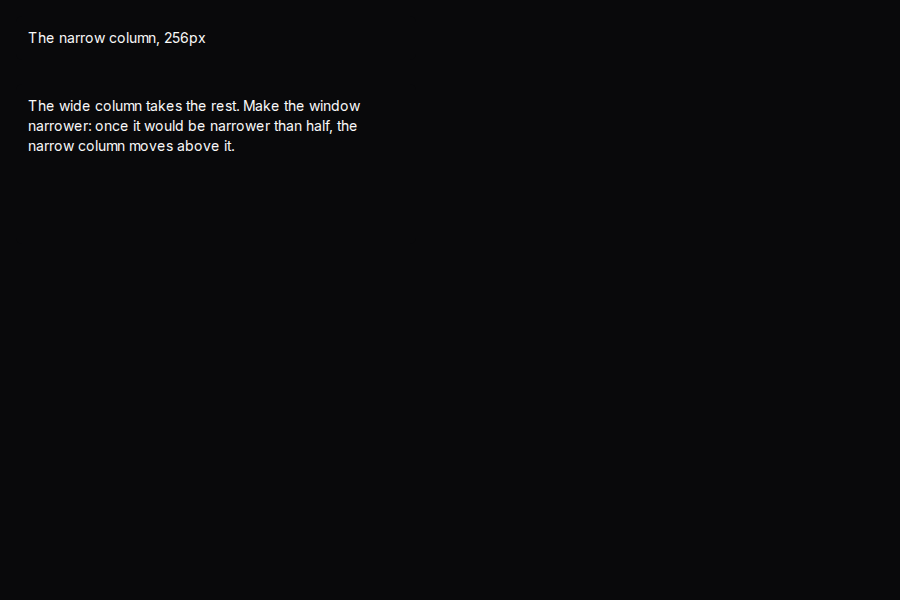 The narrow column, 256px
The wide column takes the rest. Make the window
narrower: once it would be narrower than half, the
narrow column moves above it.